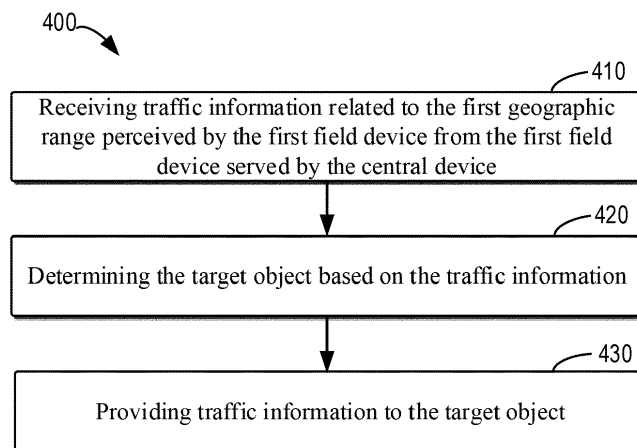 400
410
Receiving traffic information related to the first geographic
range perceived by the first field device from the first field
device served by the central device
420
Determining the target object based on the traffic information
430
Providing traffic information to the target object